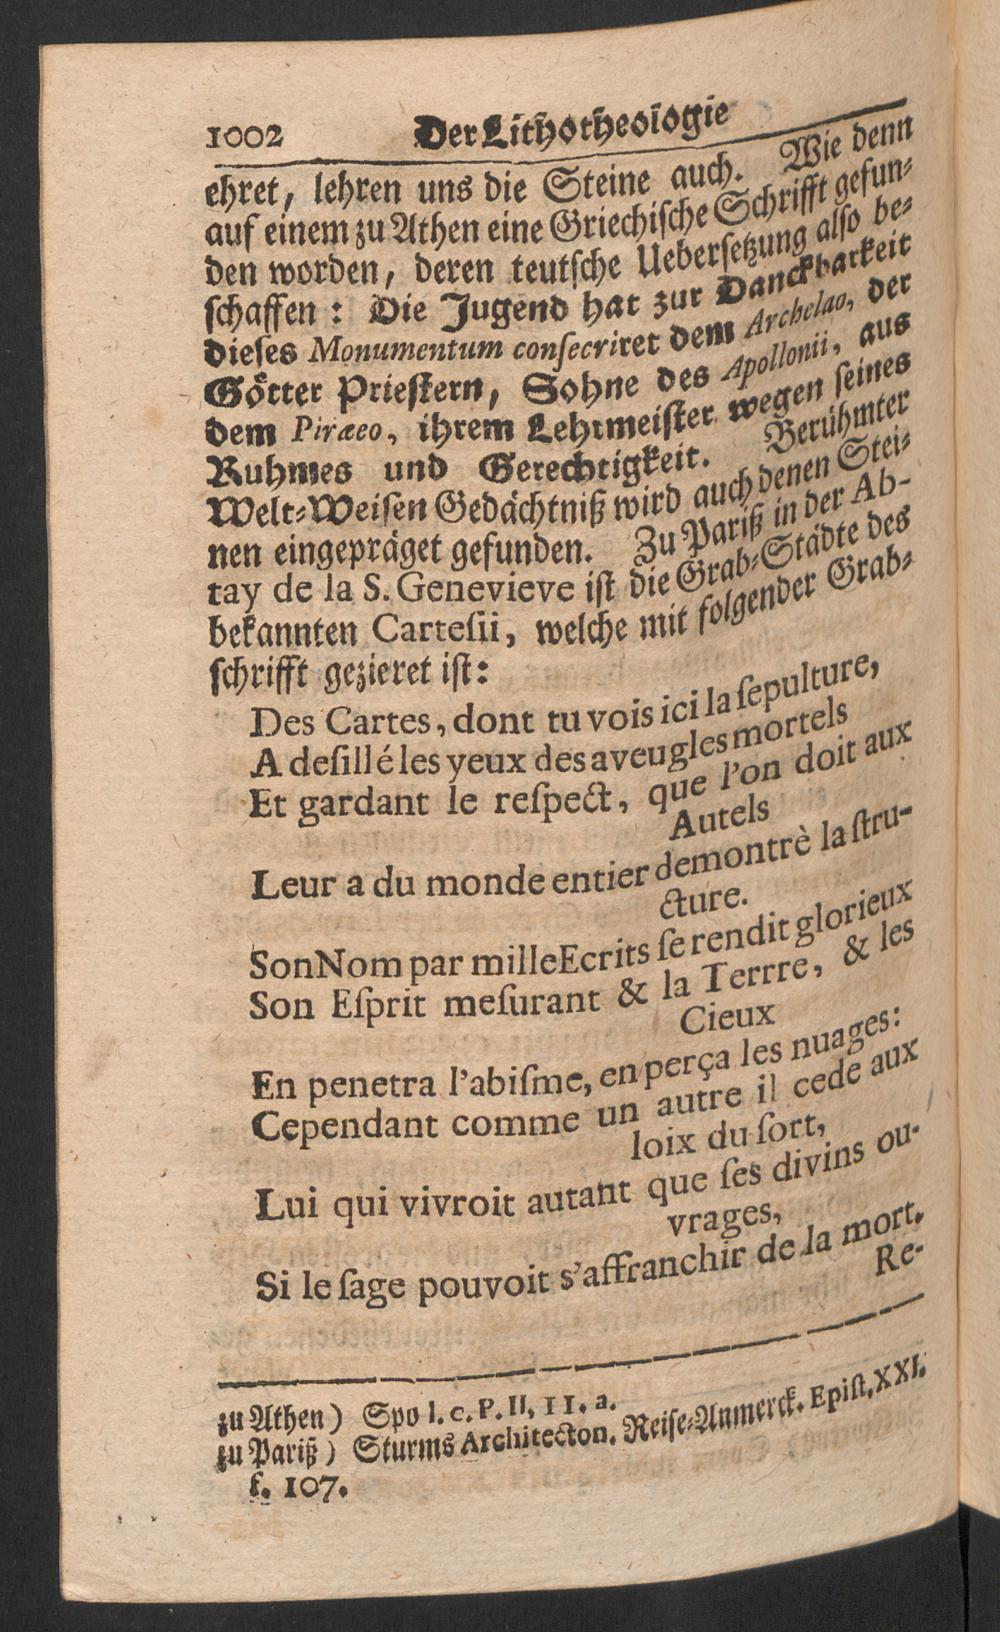 1002 Der Lithotheologie
ehret, lehren uns die Steine auch. Wie denn
auf einem zu Athen eine Griechische Schrifft gefun⸗
den worden, deren teutsche Uebersetzung also be⸗
schaffen: Die Jugend hat zur Danckbarkeit
dieses Monumentum consecriret dem Archelao, der
Götter Priestern, Sohne des Apollonii, aus
dem Piræeo, ihrem Lehrmeister wegen seines
Ruhmes und Gerechtigkeit. Berühmter
Welt⸗Weisen Gedächtniß wird auch denen Stei⸗
nen eingepräget gefunden. Zu Pariß in der Ab-
tay de la S. Genevieve ist die Grab⸗Städte des
bekannten Cartesii, welche mit folgender Grab⸗
schrifft gezieret ist:
Des Cartes, dont tu vois ici la ſepulture,
A deſillé les yeux des aveugles mortels
Et gardant le reſpect, que l'on doit aux
Autels
Leur a du monde entier demontrè la ſtru-
cture.
Son Nom par mille Ecrits ſe rendit glorieux
Son Eſprit meſurant & la Terrre, & les
Cieux
En penetra l'abiſme, en perça les nuages:
Cependant comme un autre il cede aux
loix du ſort,
Lui qui vivroit autant que ſes divins ou-
vrages,
Si le ſage pouvoit s'affranchir de la mort.
Re-
zu Athen) Spo l. c. P. II, 11. a.
zu Pariß) Sturms Architecton. Reise⸗Anmerck. Epiſt. XXI.
f. 107.